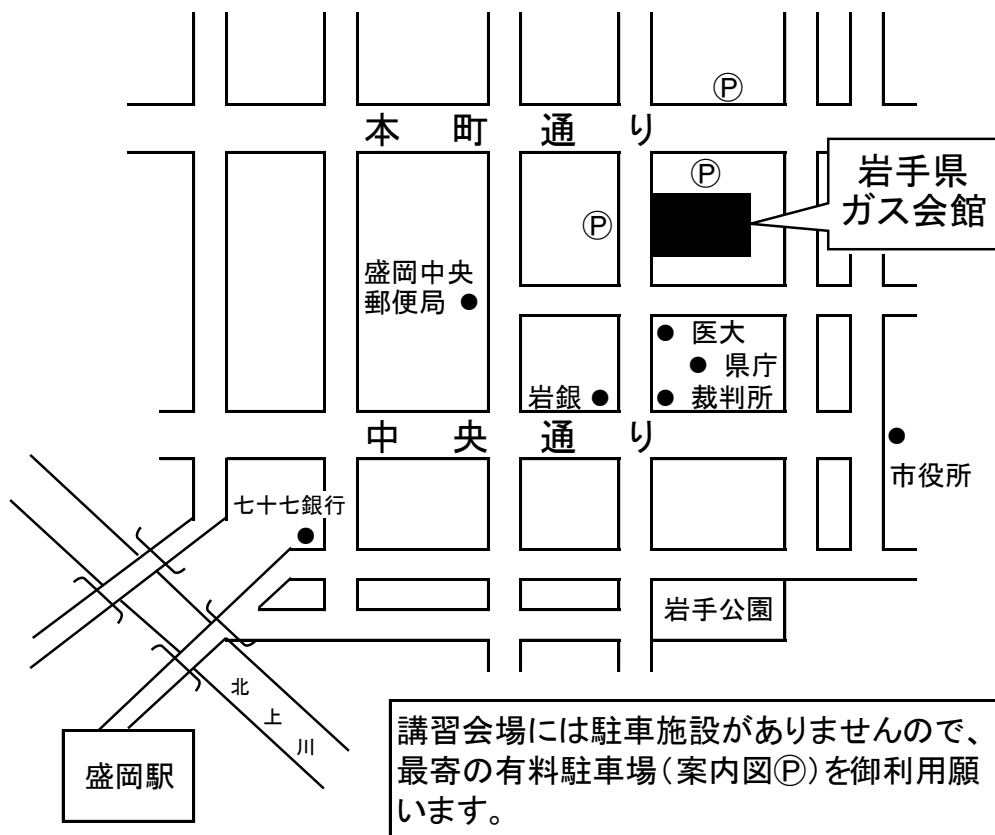 Ⓟ
本町通り
Ⓟ
岩手県
ガス会館
Ⓟ
盛岡中央
郵便局
医大
県庁
岩銀
裁判所
中央通り
市役所
七十七銀行
岩手公園
北上川
盛岡駅
講習会場には駐車施設がありませんので、
最寄の有料駐車場(案内図Ⓟ)を御利用願
います。